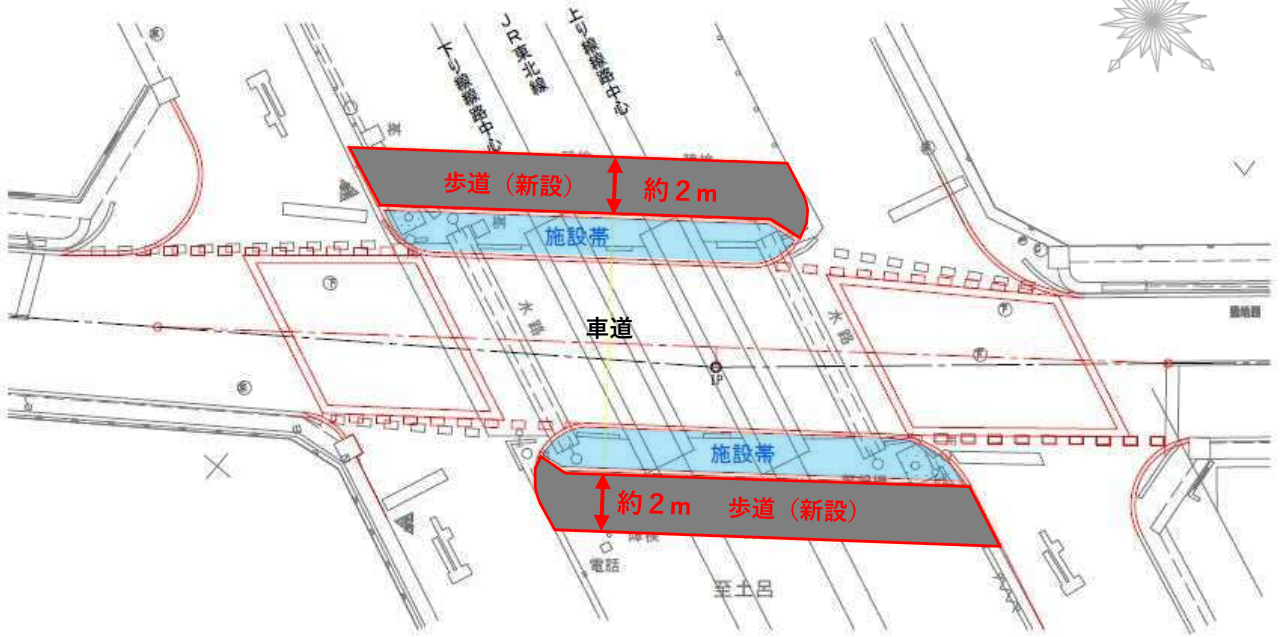 上り線線路中心
JR東北線
下り線線路中心
歩道（新設）
約２ｍ
施設帯
水路
車道
水路
IP
施設帯
約２ｍ
歩道（新設）
電話
至土呂